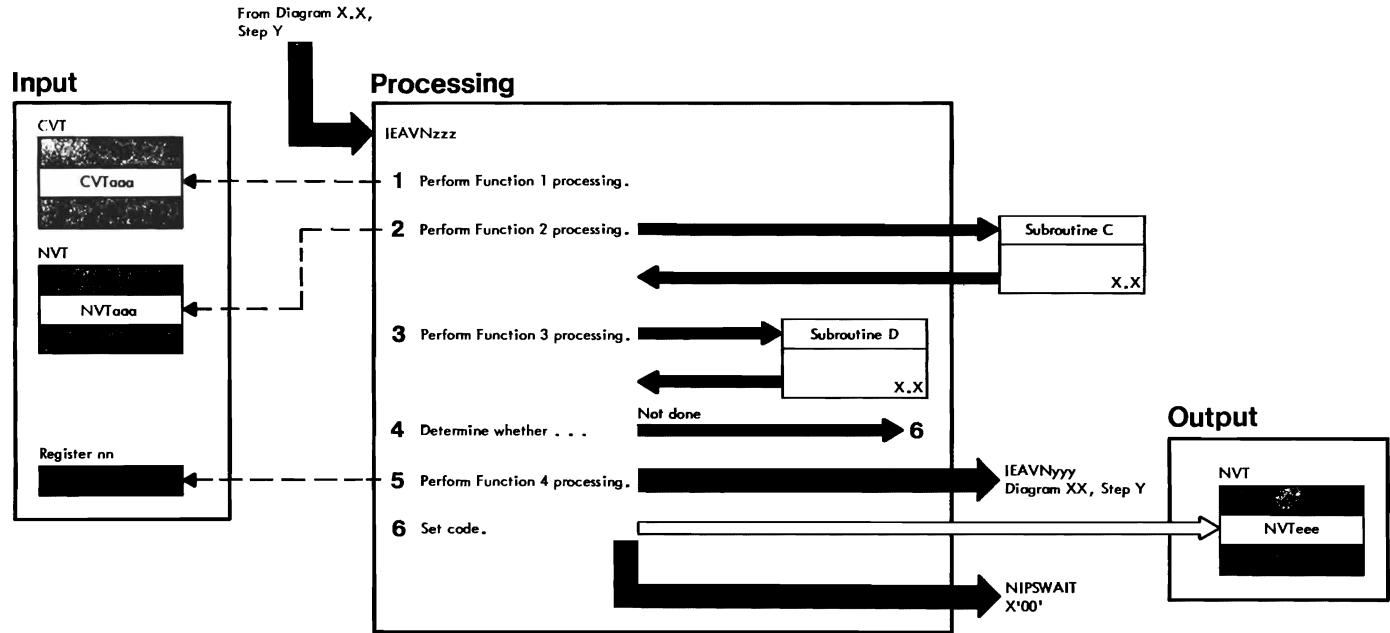 From Diagram X.X,
Step Y
Input
Processing
CVT
CVTaaa
NVT
NVTaaa
Register nn
IEAVNzzz
1 Perform Function 1 processing.
2 Perform Function 2 processing.
Subroutine C
X.X
3 Perform Function 3 processing.
Subroutine D
X.X
4 Determine whether . . .
Not done
6
5 Perform Function 4 processing.
IEAVNyyy
Diagram XX, Step Y
6 Set code.
NIPSWAIT
X'00'
Output
NVT
NVTeee